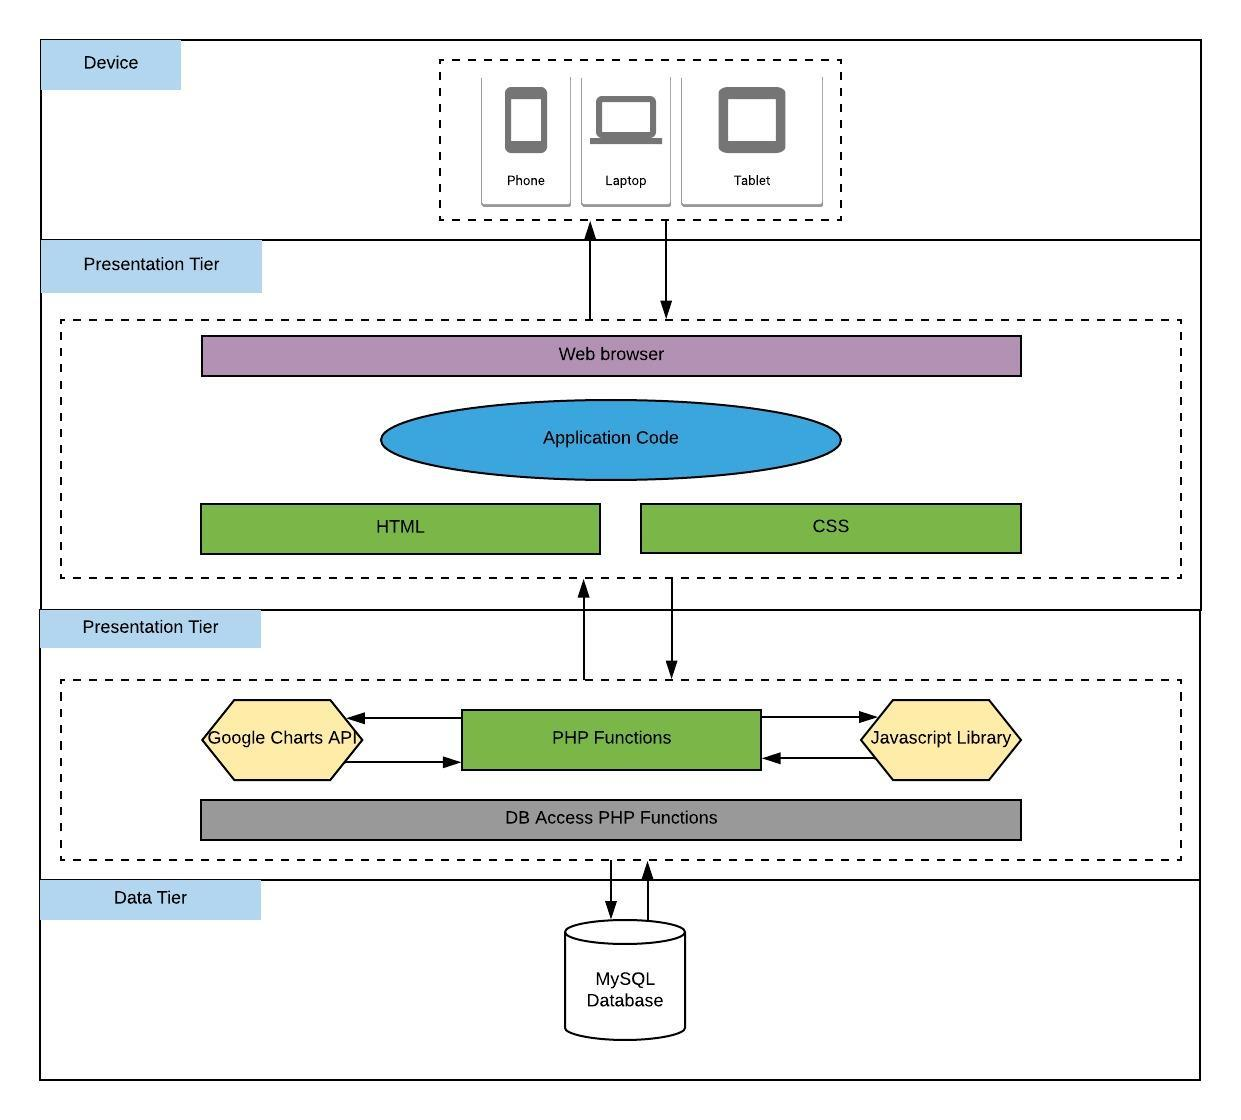 Device
Phone
Laptop
Tablet
Presentation Tier
Web browser
Application Code
HTML
CSS
Presentation Tier
Google Charts API
PHP Functions
Javascript Library
DB Access PHP Functions
Data Tier
MySQL
Database